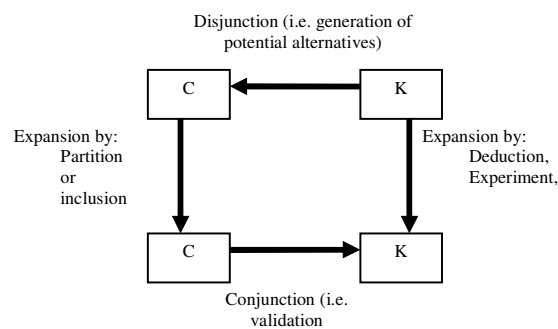 Disjunction (i.e. generation of
potential alternatives)
C
K
Expansion by:
Partition
or
inclusion
Expansion by:
Deduction,
Experiment,
C
K
Conjunction (i.e.
validation